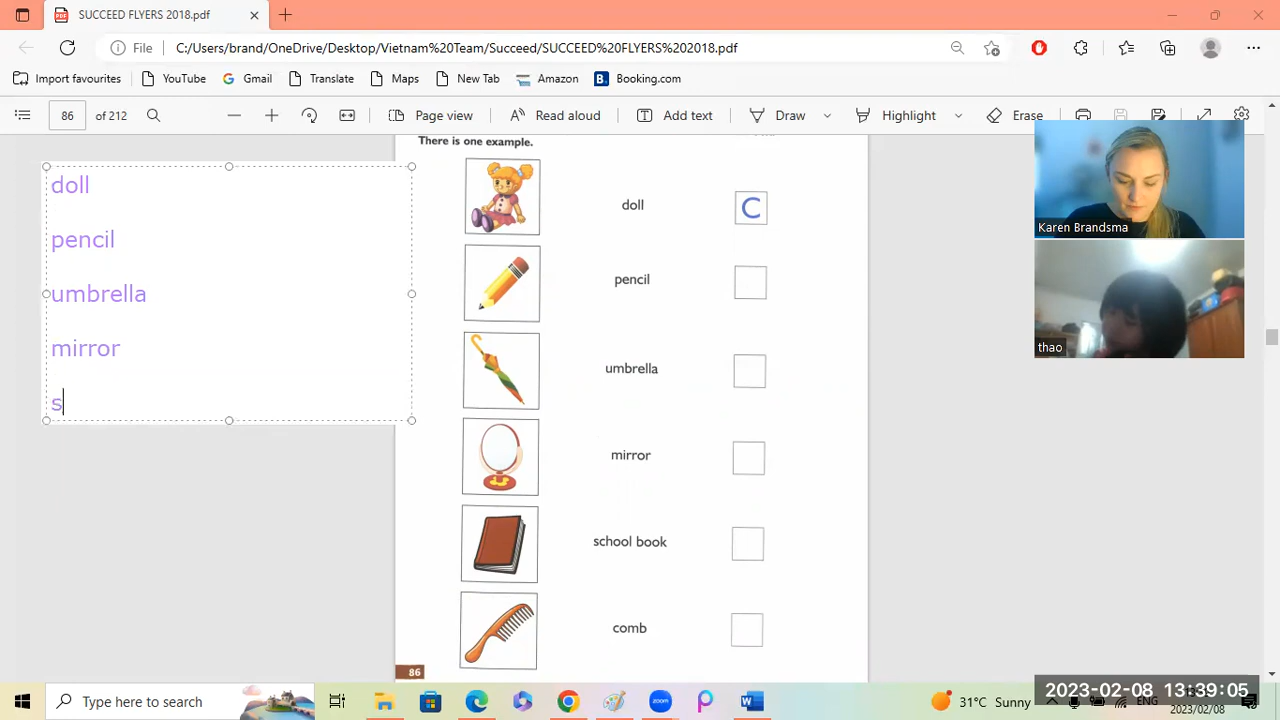 SUCCEED FLYERS 2018.pdf
File
C:/Users/brand/OneDrive/Desktop/Vietnam%20Team/Succeed/SUCCEED%20FLYERS%202018.pdf
Import favourites
YouTube
Gmail
Translate
Maps
New Tab
Amazon
B.
Booking.com
86 of 212
Page view
Read aloud
Add text
Draw
Highlight
Erase
There is one example.
doll
pencil
umbrella
mirror
s
doll
C
pencil
umbrella
mirror
school book
comb
86
Karen Brandsma
thao
Type here to search
zoom
31°C Sunny
ENG
2023-02-08 13:39:05
2023/02/08